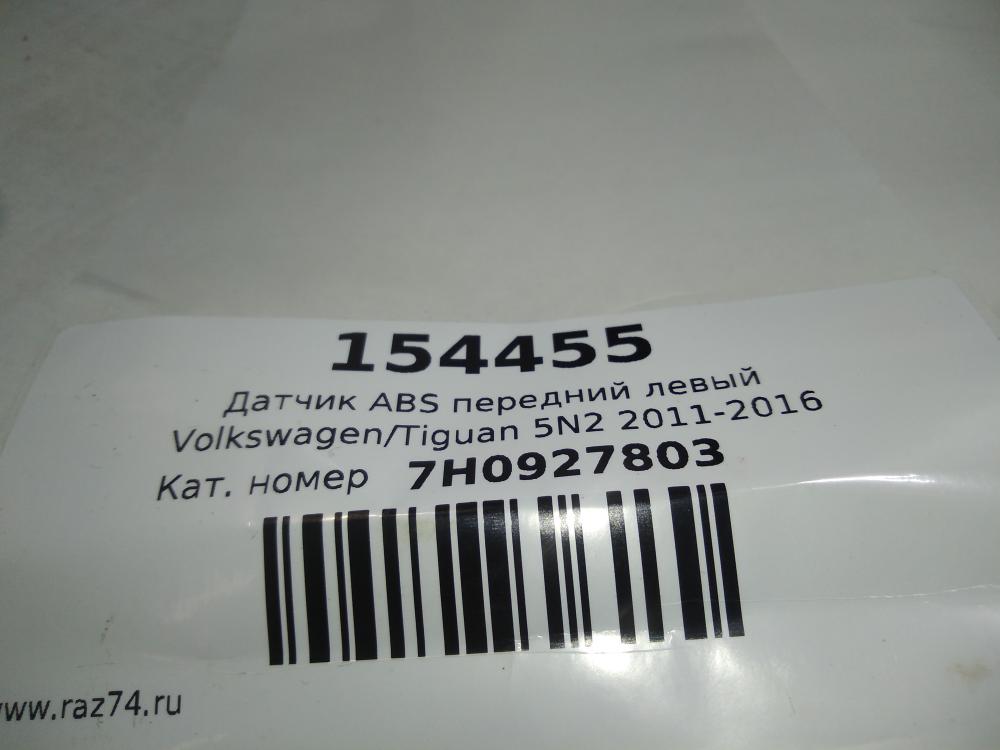 154455
Датчик ABS передний левый
Volkswagen/Tiguan 5N2 2011-2016
Кат. номер 7H0927803
www.raz74.ru